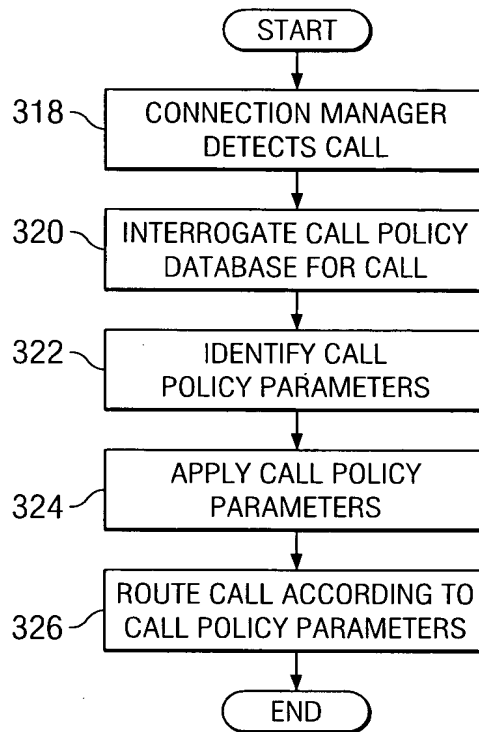 START
318
CONNECTION MANAGER
DETECTS CALL
320
INTERROGATE CALL POLICY
DATABASE FOR CALL
322
IDENTIFY CALL
POLICY PARAMETERS
324
APPLY CALL POLICY
PARAMETERS
326
ROUTE CALL ACCORDING TO
CALL POLICY PARAMETERS
END